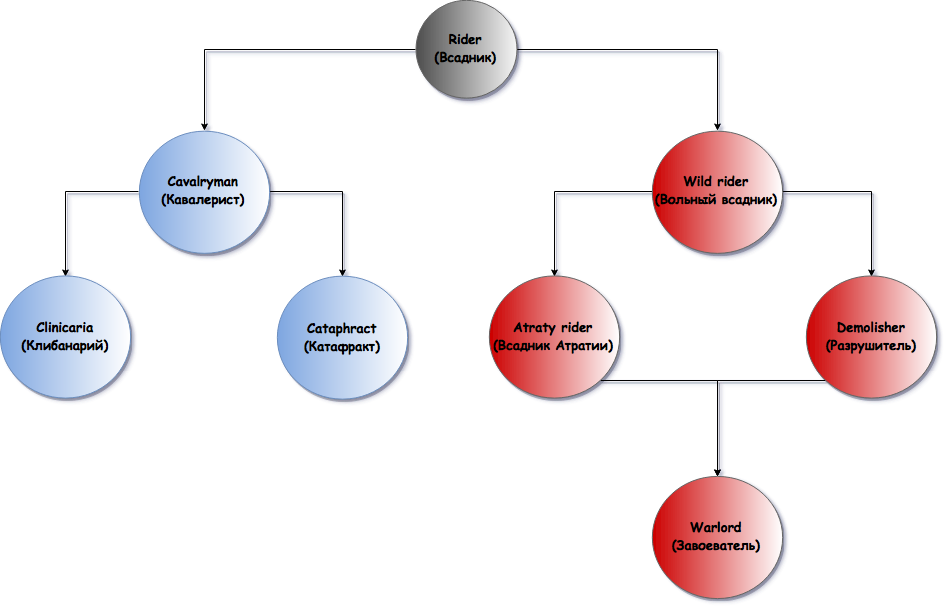 Rider
(Всадник)
Cavalryman
(Кавалерист)
Wild rider
(Вольный всадник)
Clinicaria
(Клибанарий)
Cataphract
(Катафракт)
Atraty rider
(Всадник Атратии)
Demolisher
(Разрушитель)
Warlord
(Завоеватель)